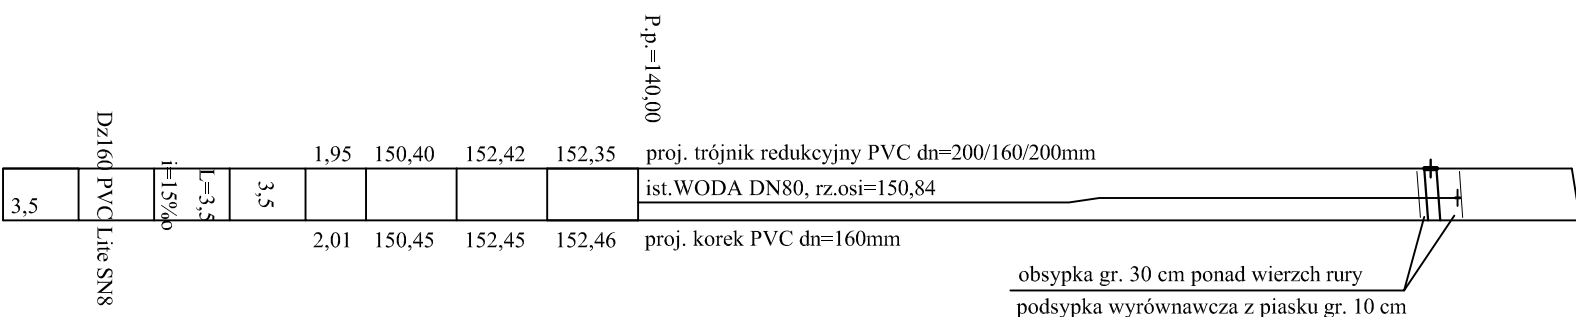 P.p.=140,00
1,95 150,40 152,42 152,35 proj. trójnik redukcyjny PVC dn=200/160/200mm
3,5
Dz160 PVC Lite SN8
i=15‰
L=3,5
3,5
ist.WODA DN80, rz.osi=150,84
2,01 150,45 152,45 152,46 proj. korek PVC dn=160mm
obsypka gr. 30 cm ponad wierzch rury
podsypka wyrównawcza z piasku gr. 10 cm